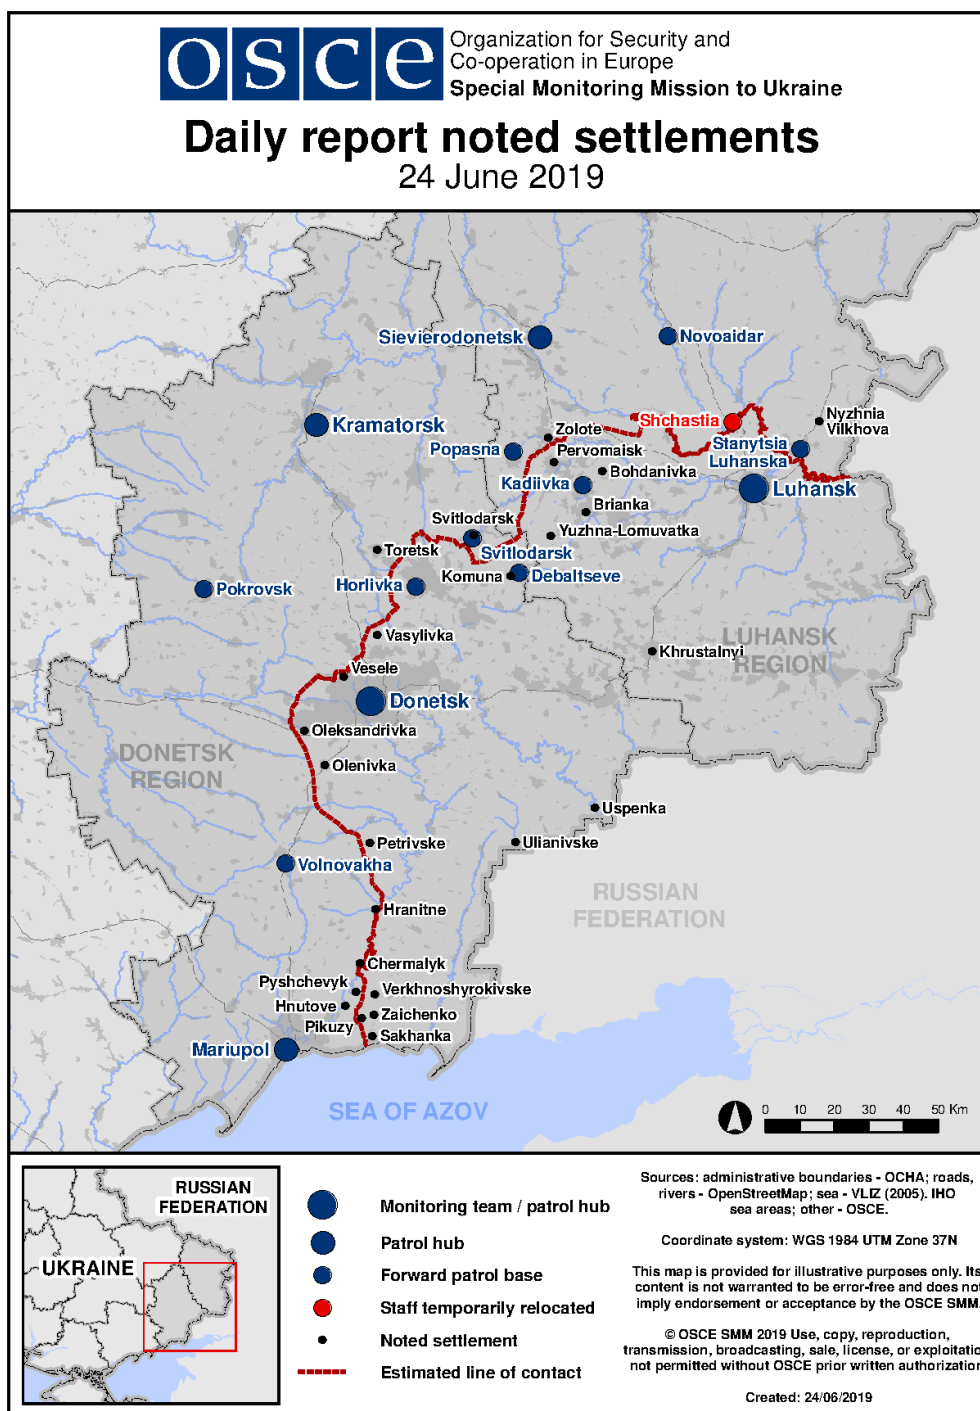 osce
Organization for Security and
Co-operation in Europe
Special Monitoring Mission to Ukraine
Daily report noted settlements
24 June 2019
Sievierodonetsk
Novoaidar
Kramatorsk
Shchastia
Nyzhnia
Vilkhova
Zolote
Popasna
Stanytsia
Luhanska
Pervomaisk
Bohdanivka
Kadiivka
Luhansk
Brianka
Svitlodarsk
Yuzhna-Lomuvatka
Toretsk
Svitlodarsk
Komuna
Debaltseve
Pokrovsk
Horlivka
Vasylivka
LUHANSK
REGION
Khrustalnyi
Vesele
Donetsk
Oleksandrivka
DONETSK
REGION
Olenivka
Uspenka
Petrivske
Ulianivske
Volnovakha
RUSSIAN
FEDERATION
Hranitne
Chermalyk
Pyshchevyk
Verkhnoshyrokivske
Hnutove
Zaichenko
Pikuzy
Sakhanka
Mariupol
SEA OF AZOV
0 10 20 30 40 50 Km
RUSSIAN
FEDERATION
UKRAINE
Monitoring team / patrol hub
Patrol hub
Forward patrol base
Staff temporarily relocated
Noted settlement
Estimated line of contact
Sources: administrative boundaries - OCHA; roads,
rivers - OpenStreetMap; sea - VLIZ (2005). IHO
sea areas; other - OSCE.
Coordinate system: WGS 1984 UTM Zone 37N
This map is provided for illustrative purposes only. Its
content is not warranted to be error-free and does not
imply endorsement or acceptance by the OSCE SMM.
© OSCE SMM 2019 Use, copy, reproduction,
transmission, broadcasting, sale, license, or exploitatio
not permitted without OSCE prior written authorization
Created: 24/06/2019